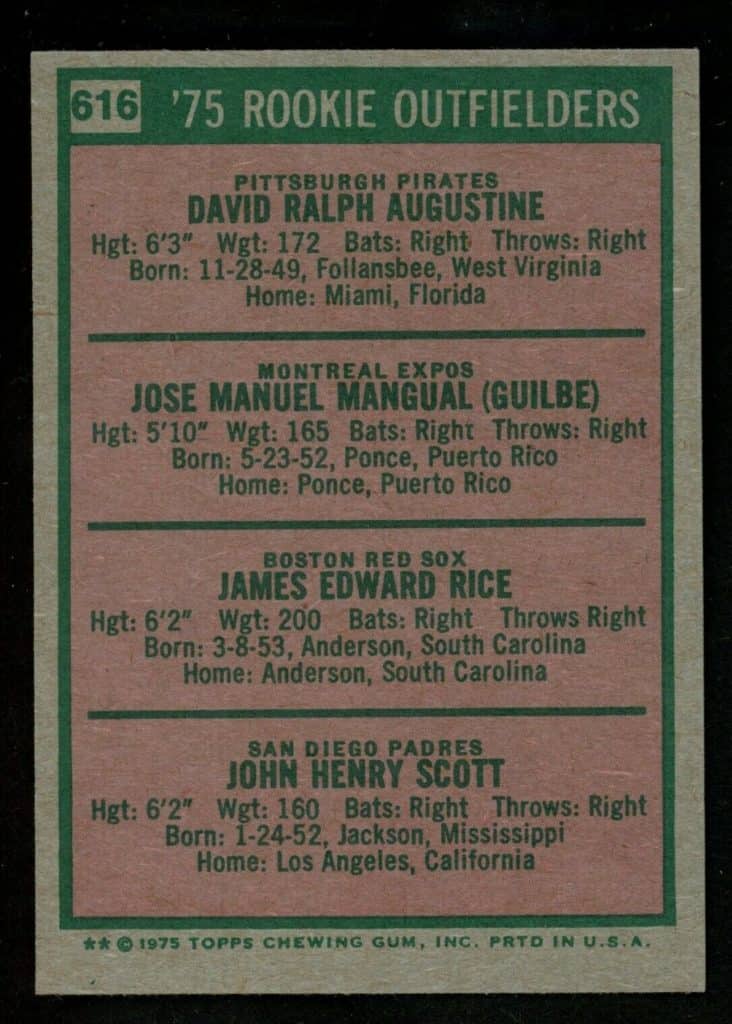 616 '75 ROOKIE OUTFIELDERS
PITTSBURGH PIRATES
DAVID RALPH AUGUSTINE
Hgt: 6'3" Wgt: 172 Bats: Right Throws: Right
Born: 11-28-49, Follansbee, West Virginia
Home: Miami, Florida
MONTREAL EXPOS
JOSE MANUEL MANGUAL (GUILBE)
Hgt: 5'10" Wgt: 165 Bats: Right Throws: Right
Born: 5-23-52, Ponce, Puerto Rico
Home: Ponce, Puerto Rico
BOSTON RED SOX
JAMES EDWARD RICE
Hgt: 6'2" Wgt: 200 Bats: Right Throws Right
Born: 3-8-53, Anderson, South Carolina
Home: Anderson, South Carolina
SAN DIEGO PADRES
JOHN HENRY SCOTT
Hgt: 6'2" Wgt: 160 Bats: Right Throws: Right
Born: 1-24-52, Jackson, Mississippi
Home: Los Angeles, California
** © 1975 TOPPS CHEWING GUM, INC. PRTD IN U.S.A.